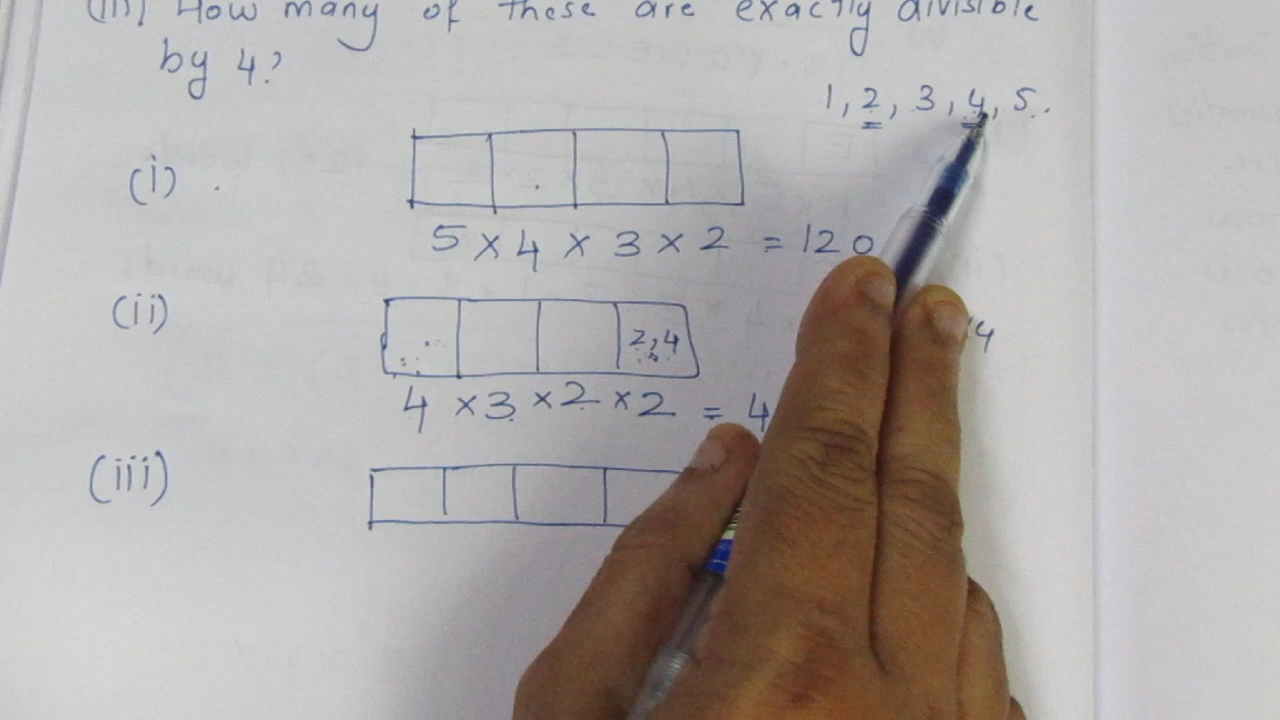 (iii) How many of these are exactly divisible
by 4?
1, 2, 3, 4, 5.
(i)
5 × 4 × 3 × 2 = 120
(ii)
2,4
4 × 3 × 2 × 2 = 4
(iii)